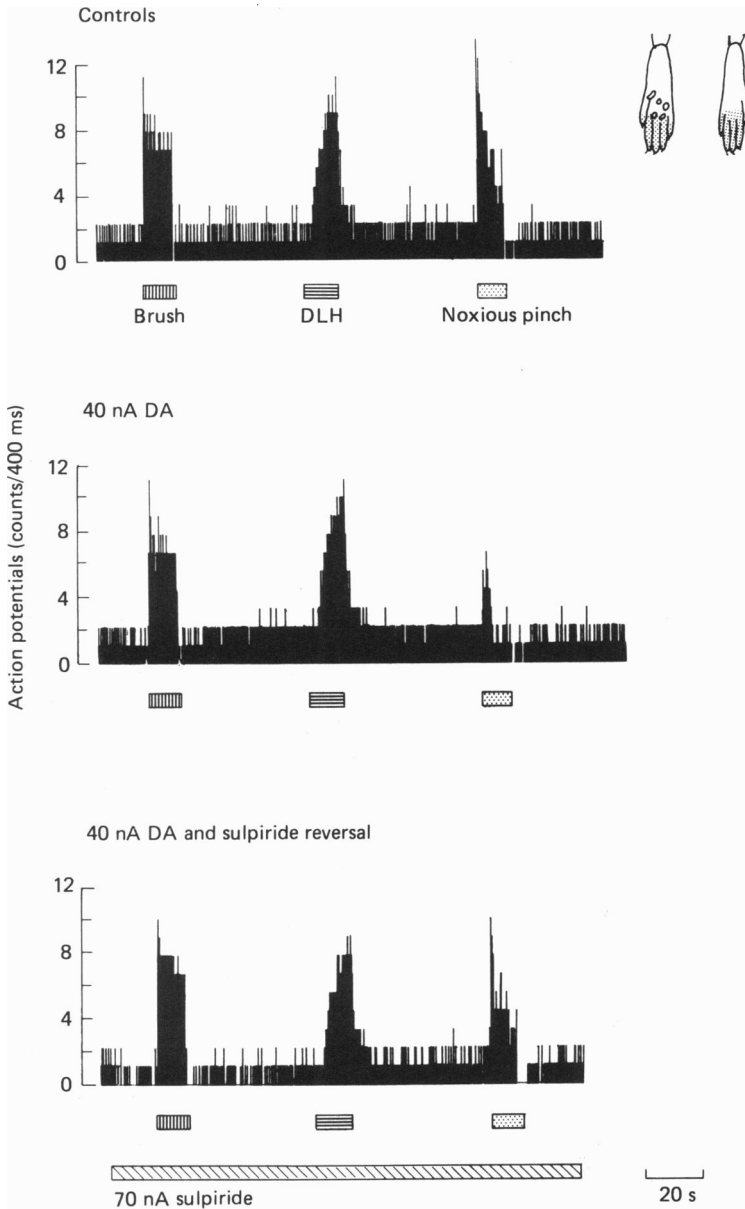 Controls
12
8
4
0
Brush DLH Noxious pinch
Action potentials (counts/400 ms)
40 nA DA
12
8
4
0
40 nA DA and sulpiride reversal
12
8
4
0
70 nA sulpiride
20 s